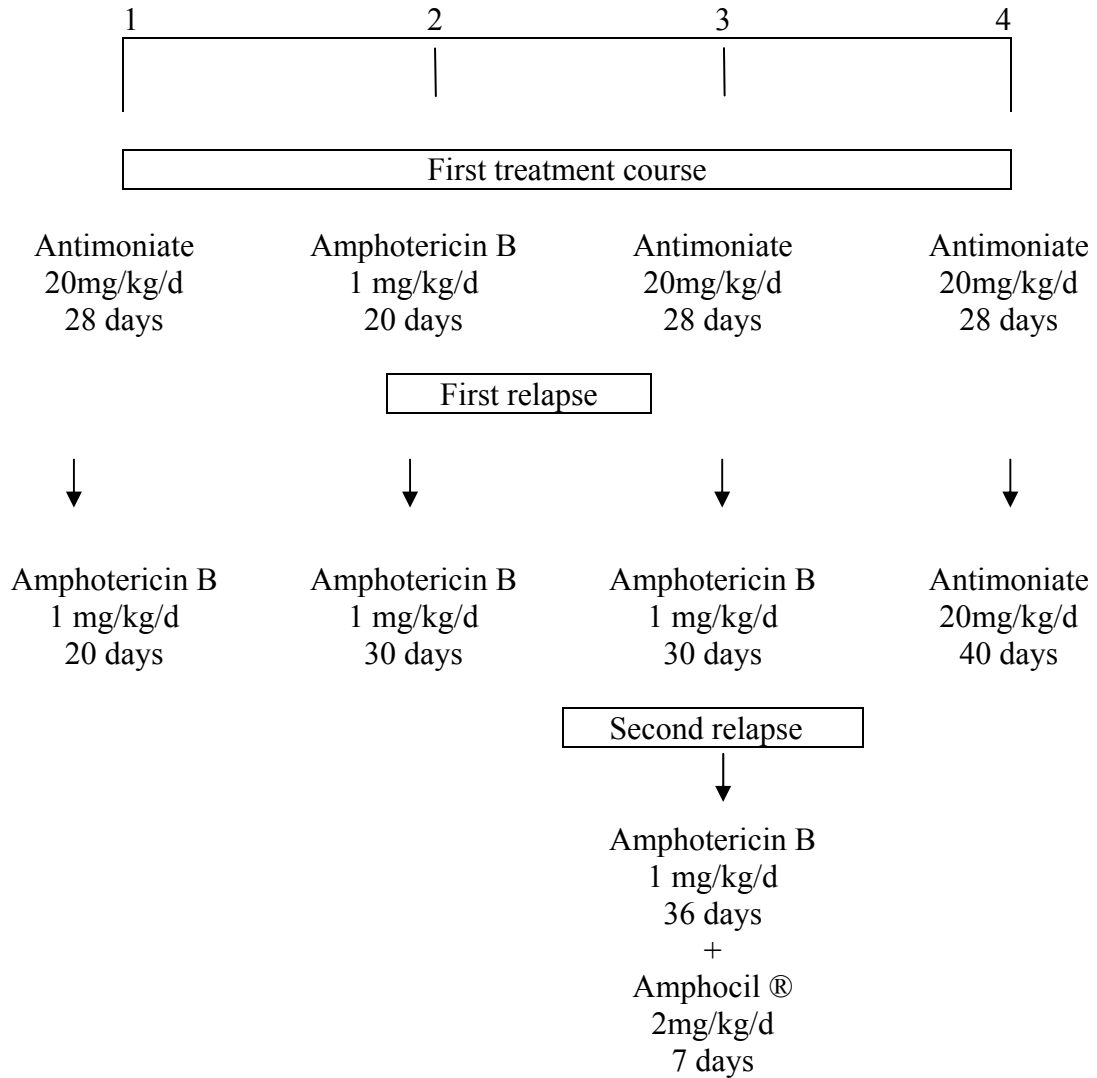 1 2 3 4
First treatment course
Antimoniate Amphotericin B Antimoniate Antimoniate
20mg/kg/d 1 mg/kg/d 20mg/kg/d 20mg/kg/d
28 days 20 days 28 days 28 days
First relapse
Amphotericin B Amphotericin B Amphotericin B Antimoniate
1 mg/kg/d 1 mg/kg/d 1 mg/kg/d 20mg/kg/d
20 days 30 days 30 days 40 days
Second relapse
Amphotericin B
1 mg/kg/d
36 days
+
Amphocil ®
2mg/kg/d
7 days